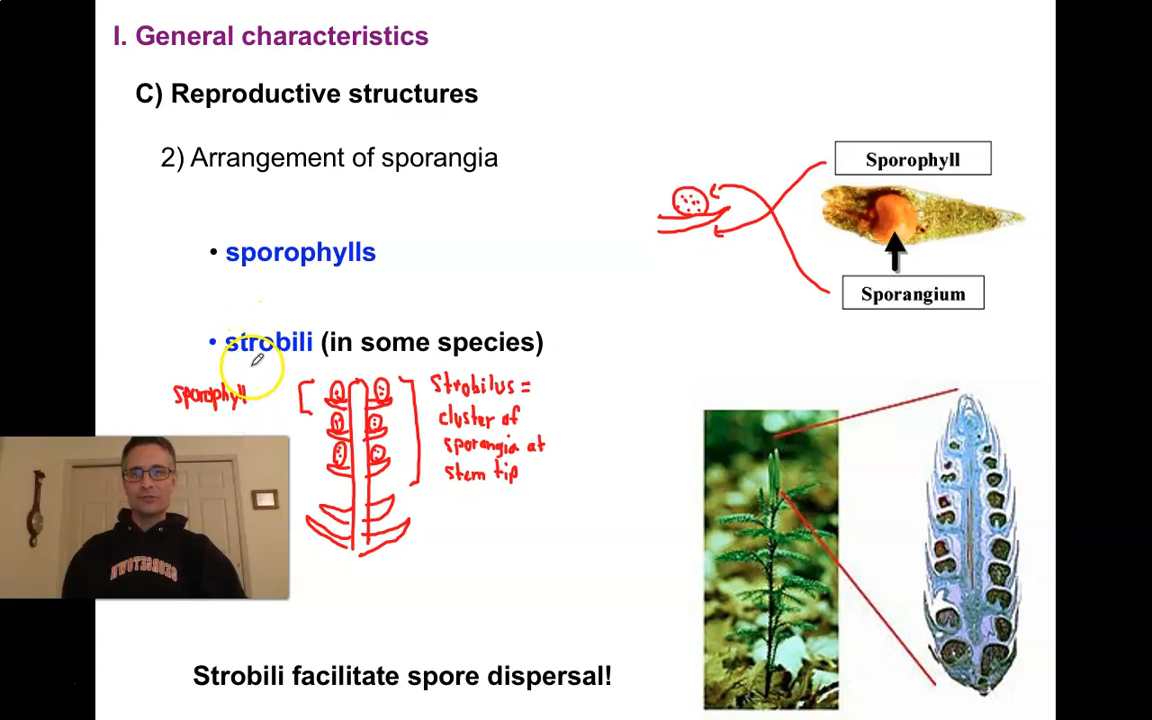 I. General characteristics
C) Reproductive structures
2) Arrangement of sporangia
Sporophyll
• sporophylls
Sporangium
• strobili (in some species)
sporophyll
Strobilus =
cluster of
sporangia at
stem tip
GEORGETOWN
Strobili facilitate spore dispersal!